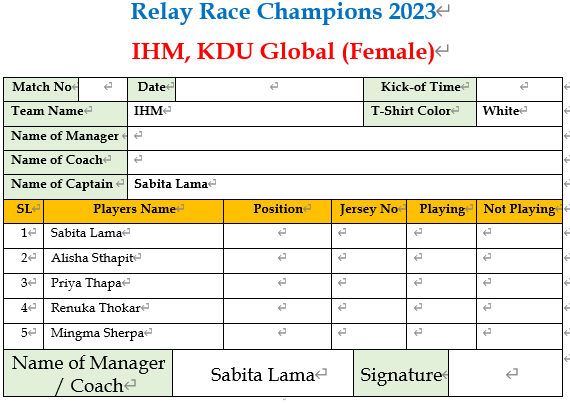 Relay Race Champions 2023
IHM, KDU Global (Female)
Match No Date Kick-of Time
Team Name IHM T-Shirt Color White
Name of Manager
Name of Coach
Name of Captain Sabita Lama
SL Players Name Position Jersey No Playing Not Playing
1 Sabita Lama
2 Alisha Sthapit
3 Priya Thapa
4 Renuka Thokar
5 Mingma Sherpa
Name of Manager
/ Coach Sabita Lama Signature